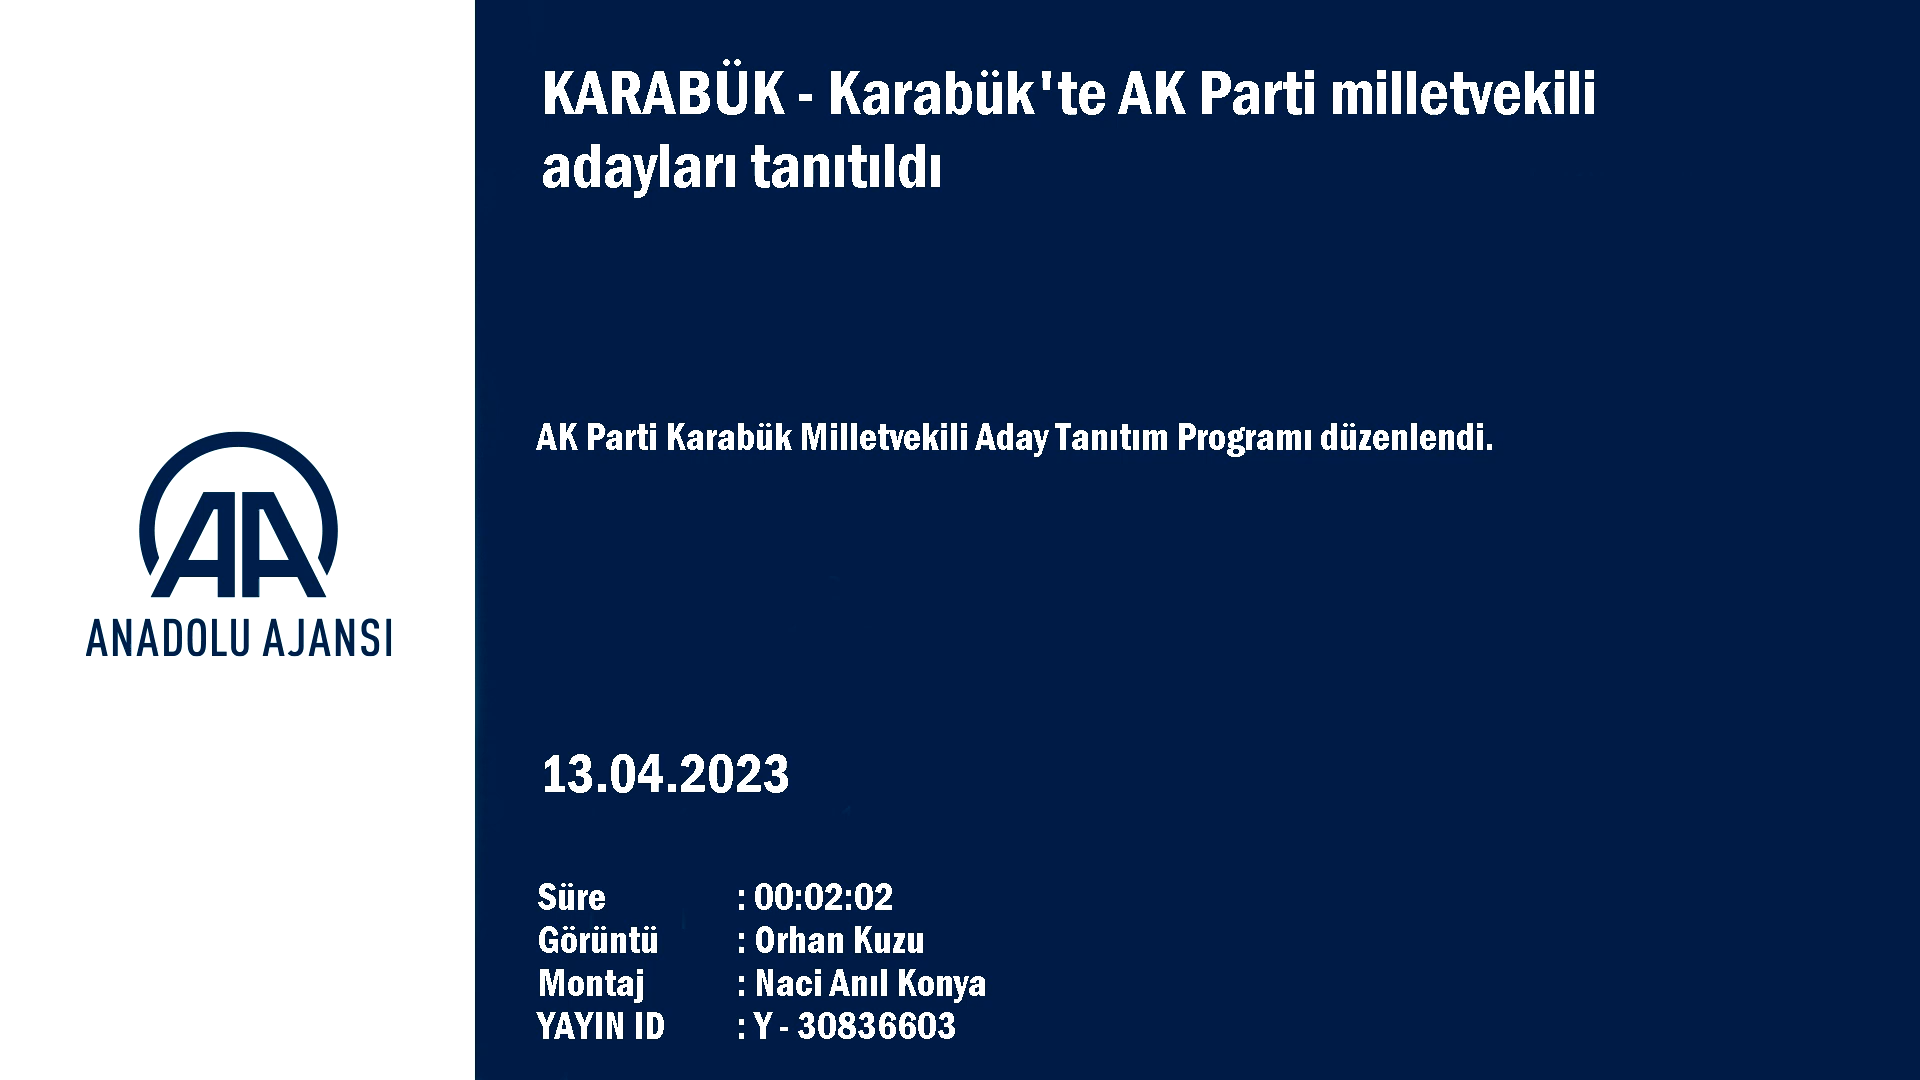 KARABÜK - Karabük'te AK Parti milletvekili
adayları tanıtıldı
AK Parti Karabük Milletvekili Aday Tanıtım Programı düzenlendi.
AA
ANADOLU AJANSI
13.04.2023
Süre : 00:02:02
Görüntü : Orhan Kuzu
Montaj : Naci Anıl Konya
YAYIN ID : Y - 30836603